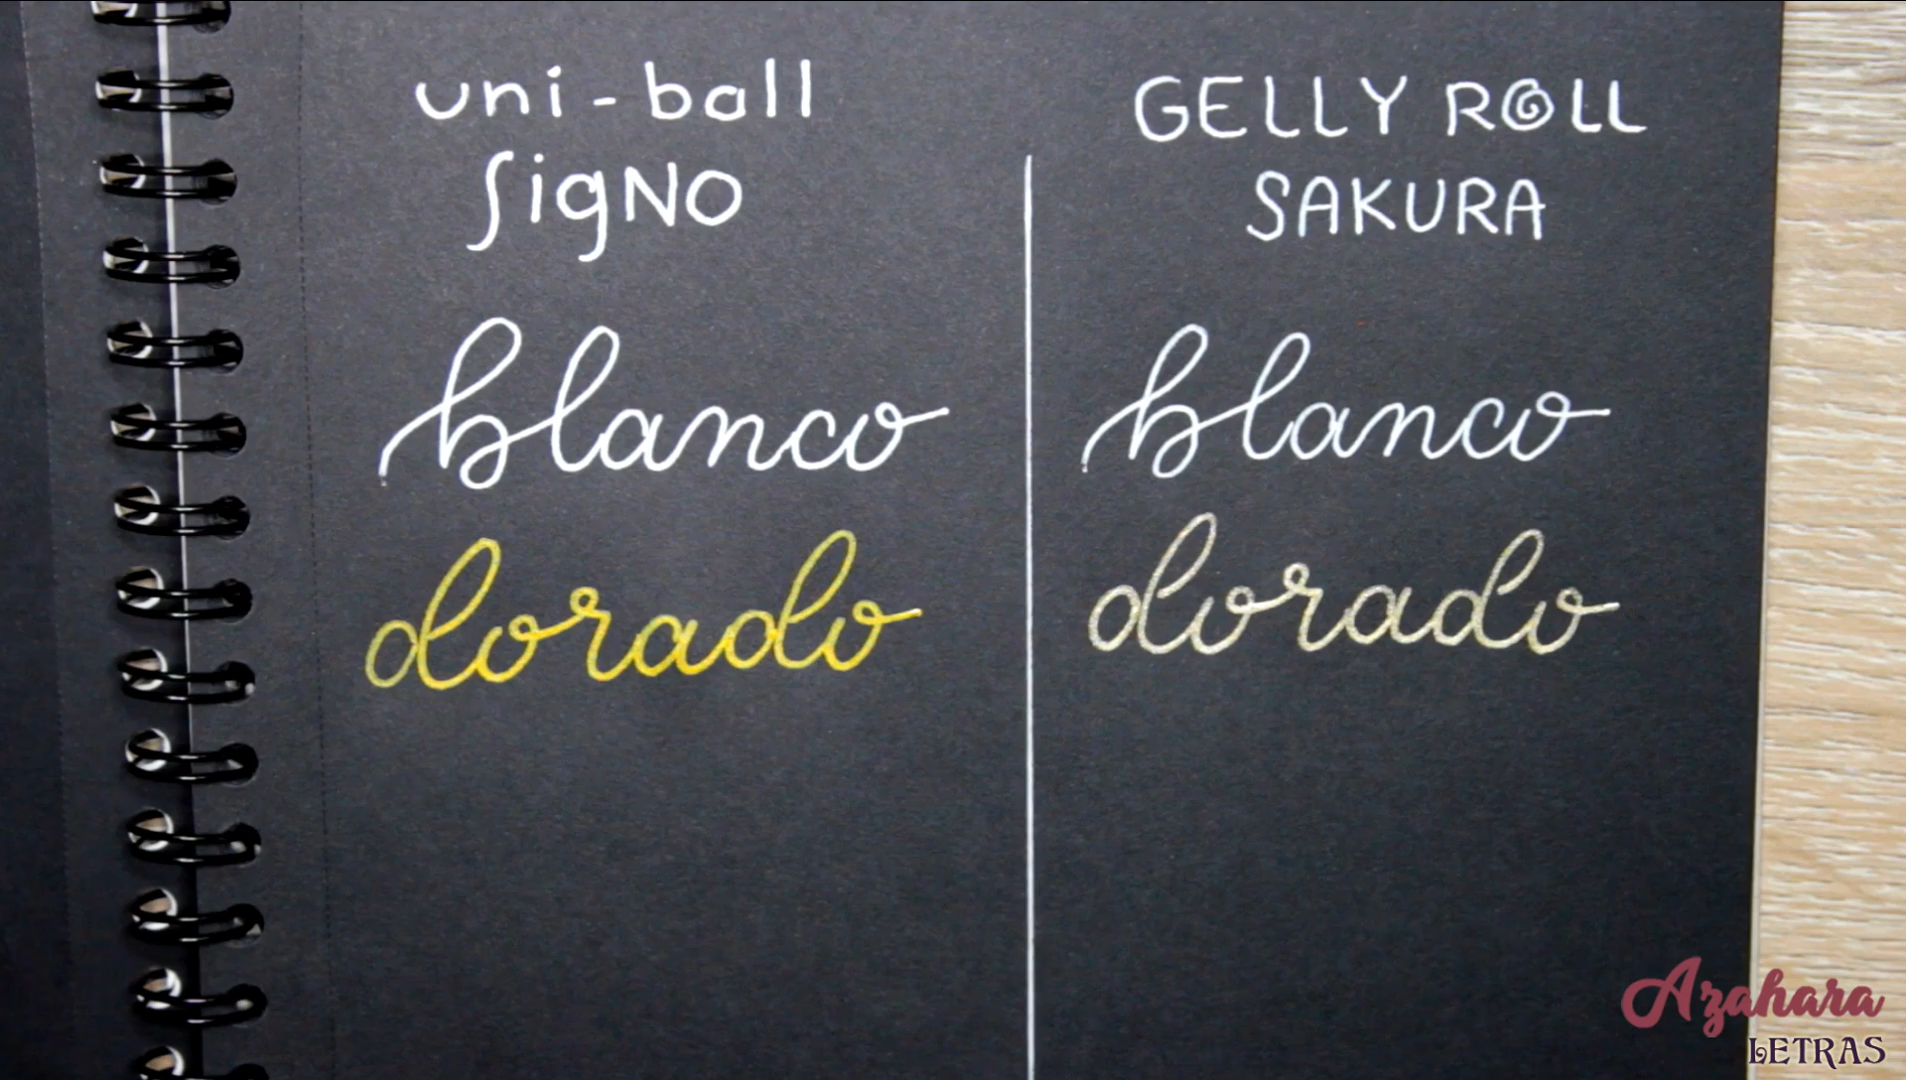 uni-ball
SigNO
blanco
dorado
GELLY ROLL
SAKURA
blanco
dorado
Azahara
LETRAS